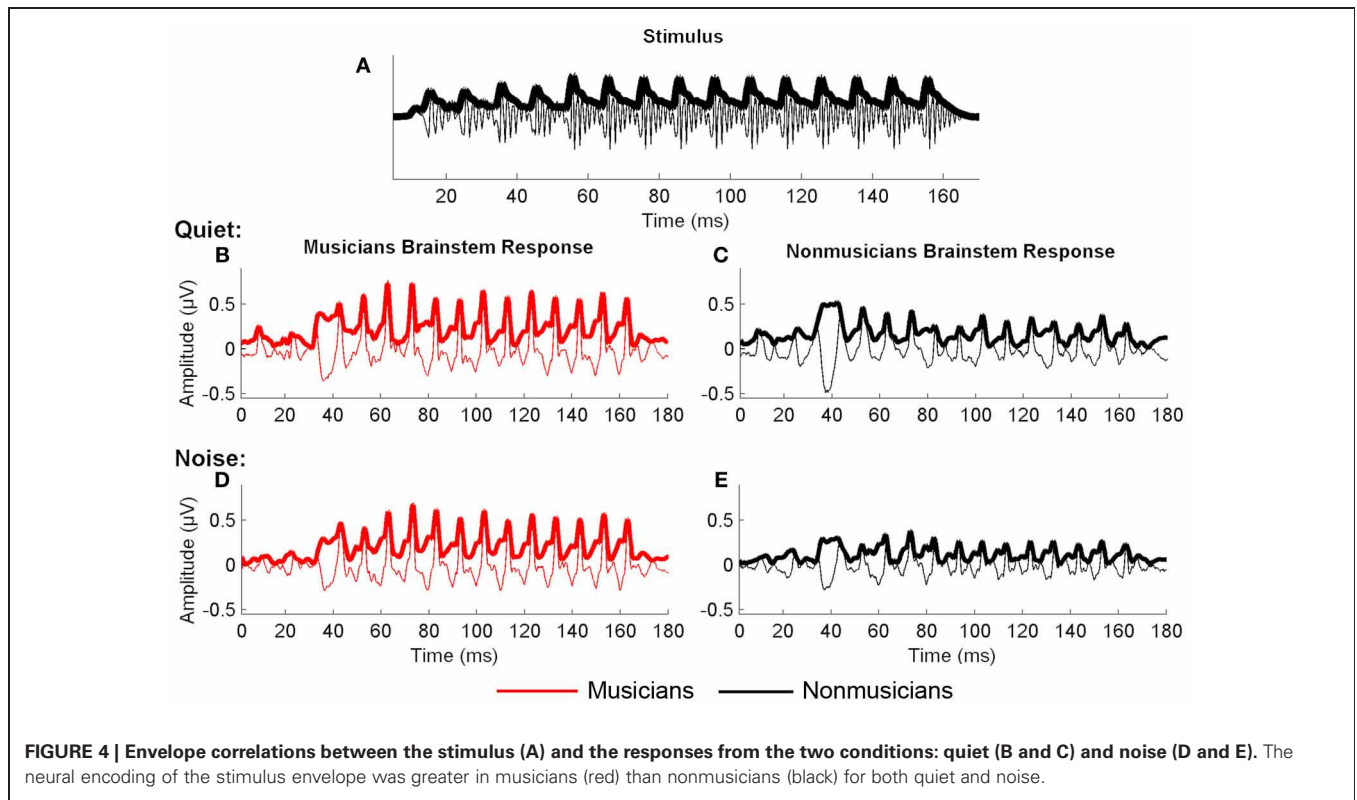 Stimulus
A
20 40 60 80 100 120 140 160
Time (ms)
Quiet:
Musicians Brainstem Response
B
Amplitude (µV)
0.5
0
-0.5
0 20 40 60 80 100 120 140 160 180
Nonmusicians Brainstem Response
C
0.5
0
-0.5
0 20 40 60 80 100 120 140 160 180
Noise:
D
Amplitude (µV)
0.5
0
-0.5
0 20 40 60 80 100 120 140 160 180
Time (ms)
E
0.5
0
-0.5
0 20 40 60 80 100 120 140 160 180
Time (ms)
Musicians Nonmusicians
FIGURE 4 | Envelope correlations between the stimulus (A) and the responses from the two conditions: quiet (B and C) and noise (D and E). The
neural encoding of the stimulus envelope was greater in musicians (red) than nonmusicians (black) for both quiet and noise.